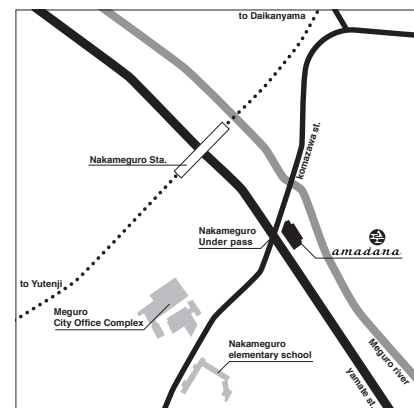 to Daikanyama
komazawa st.
Nakameguro Sta.
Nakameguro
Under pass
amadana
to Yutenji
Meguro
City Office Complex
Nakameguro
elementary school
Meguro river
yamate st.